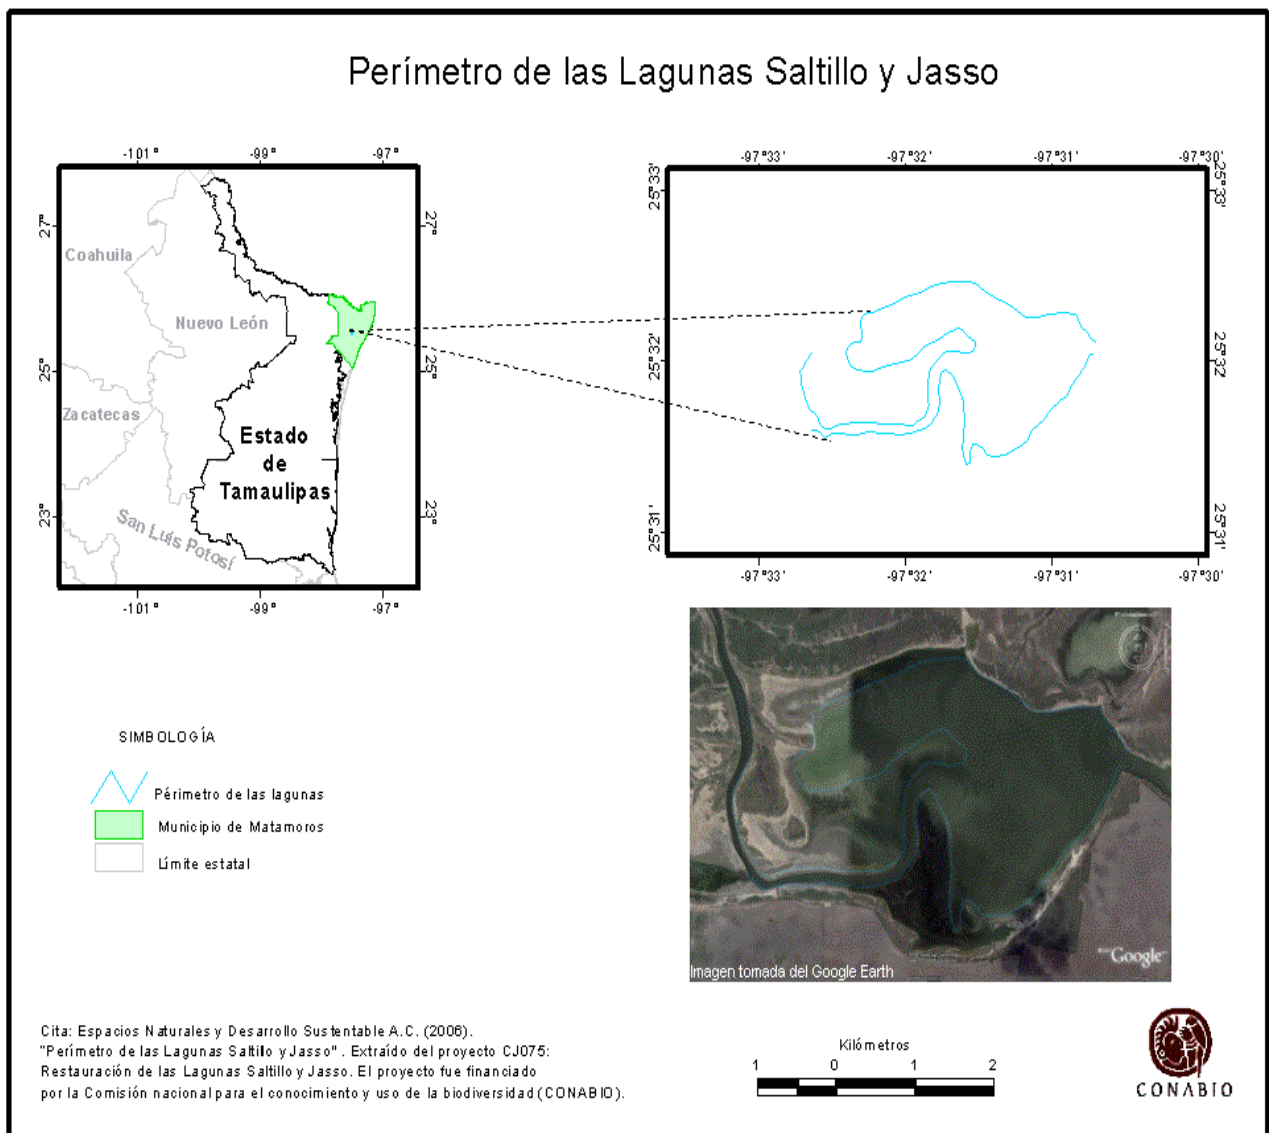 Perímetro de las Lagunas Saltillo y Jasso
-101° -99° -97°
27° 27°
25° 25°
23° 23°
-101° -99° -97°
Coahuila
Nuevo León
Zacatecas
San Luis Potosí
Estado
de
Tamaulipas
-97°33' -97°32' -97°31' -97°30'
25°33' 25°33'
25°32' 25°32'
25°31' 25°31'
-97°33' -97°32' -97°31' -97°30'
SIMBOLOGÍA
Périmetro de las lagunas
Municipio de Matamoros
Límite estatal
Google
Imagen tomada del Google Earth
Cita: Espacios Naturales y Desarrollo Sustentable A.C. (2006).
"Perímetro de las Lagunas Saltillo y Jasso" . Extraído del proyecto CJ075:
Restauración de las Lagunas Saltillo y Jasso. El proyecto fue financiado
por la Comisión nacional para el conocimiento y uso de la biodiversidad (CONABIO).
Kilómetros
1 0 1 2
CONABIO